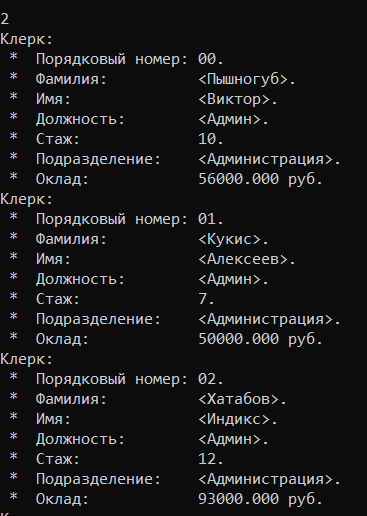 2
Клерк:
 *  Порядковый номер: 00.
 *  Фамилия:          <Пышногуб>.
 *  Имя:              <Виктор>.
 *  Должность:        <Админ>.
 *  Стаж:             10.
 *  Подразделение:    <Администрация>.
 *  Оклад:            56000.000 руб.
Клерк:
 *  Порядковый номер: 01.
 *  Фамилия:          <Кукис>.
 *  Имя:              <Алексеев>.
 *  Должность:        <Админ>.
 *  Стаж:             7.
 *  Подразделение:    <Администрация>.
 *  Оклад:            50000.000 руб.
Клерк:
 *  Порядковый номер: 02.
 *  Фамилия:          <Хатабов>.
 *  Имя:              <Индикс>.
 *  Должность:        <Админ>.
 *  Стаж:             12.
 *  Подразделение:    <Администрация>.
 *  Оклад:            93000.000 руб.